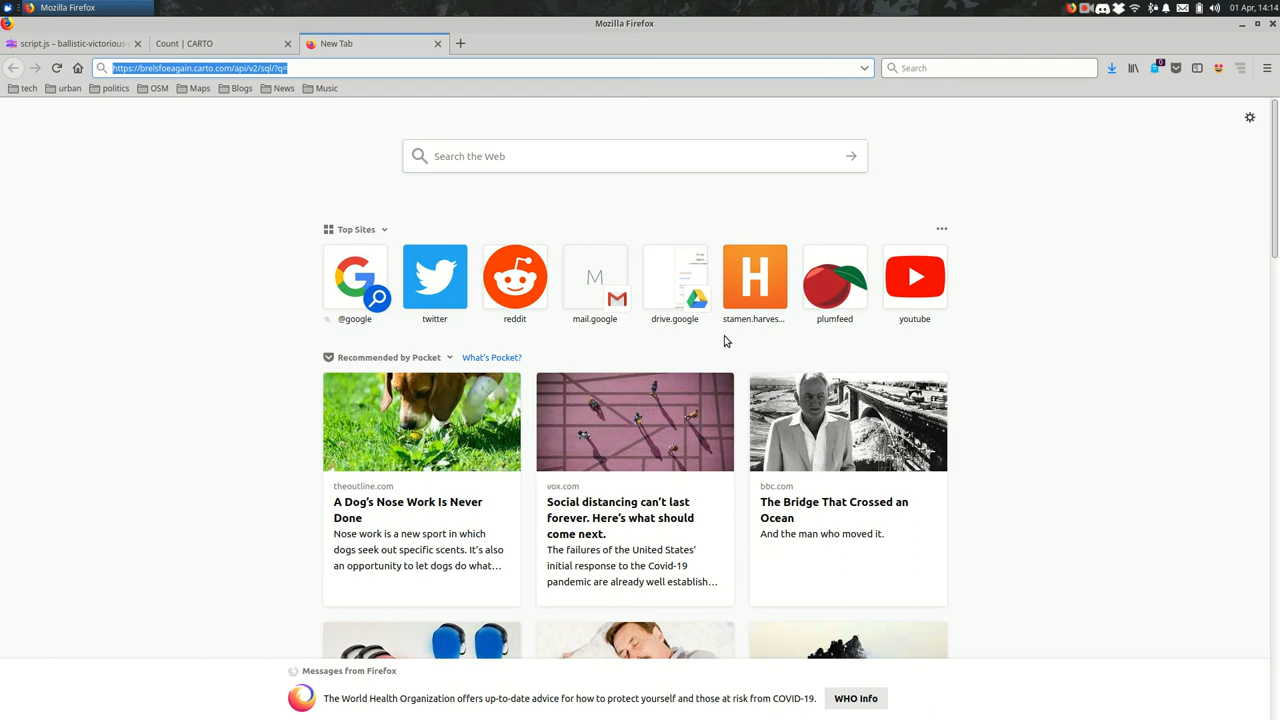 Mozilla Firefox
01 Apr, 14:14
Mozilla Firefox
script.js – ballistic-victorious-
Count | CARTO
New Tab
https://brelsfoeagain.carto.com/api/v2/sql/?q=
Search
0
tech
urban
politics
OSM
Maps
Blogs
News
Music
Search the Web
Top Sites
@google
twitter
reddit
M
mail.google
drive.google
H
stamen.harves...
plumfeed
youtube
Recommended by Pocket
What's Pocket?
theoutline.com
A Dog's Nose Work Is Never
Done
Nose work is a new sport in which
dogs seek out specific scents. It's also
an opportunity to let dogs do what…
vox.com
Social distancing can't last
forever. Here's what should
come next.
The failures of the United States'
initial response to the Covid-19
pandemic are already well establish…
bbc.com
The Bridge That Crossed an
Ocean
And the man who moved it.
Messages from Firefox
The World Health Organization offers up-to-date advice for how to protect yourself and those at risk from COVID-19.
WHO Info